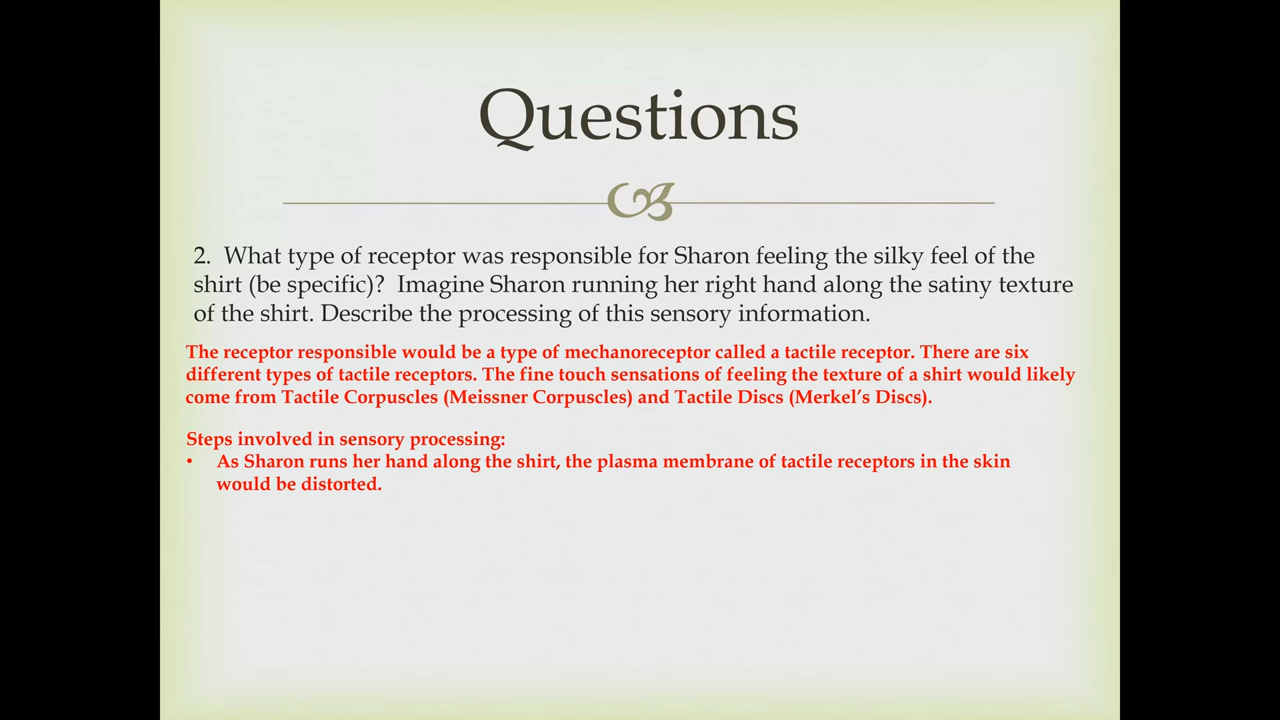 Questions
2. What type of receptor was responsible for Sharon feeling the silky feel of the
shirt (be specific)? Imagine Sharon running her right hand along the satiny texture
of the shirt. Describe the processing of this sensory information.
The receptor responsible would be a type of mechanoreceptor called a tactile receptor. There are six
different types of tactile receptors. The fine touch sensations of feeling the texture of a shirt would likely
come from Tactile Corpuscles (Meissner Corpuscles) and Tactile Discs (Merkel’s Discs).
Steps involved in sensory processing:
• As Sharon runs her hand along the shirt, the plasma membrane of tactile receptors in the skin
would be distorted.